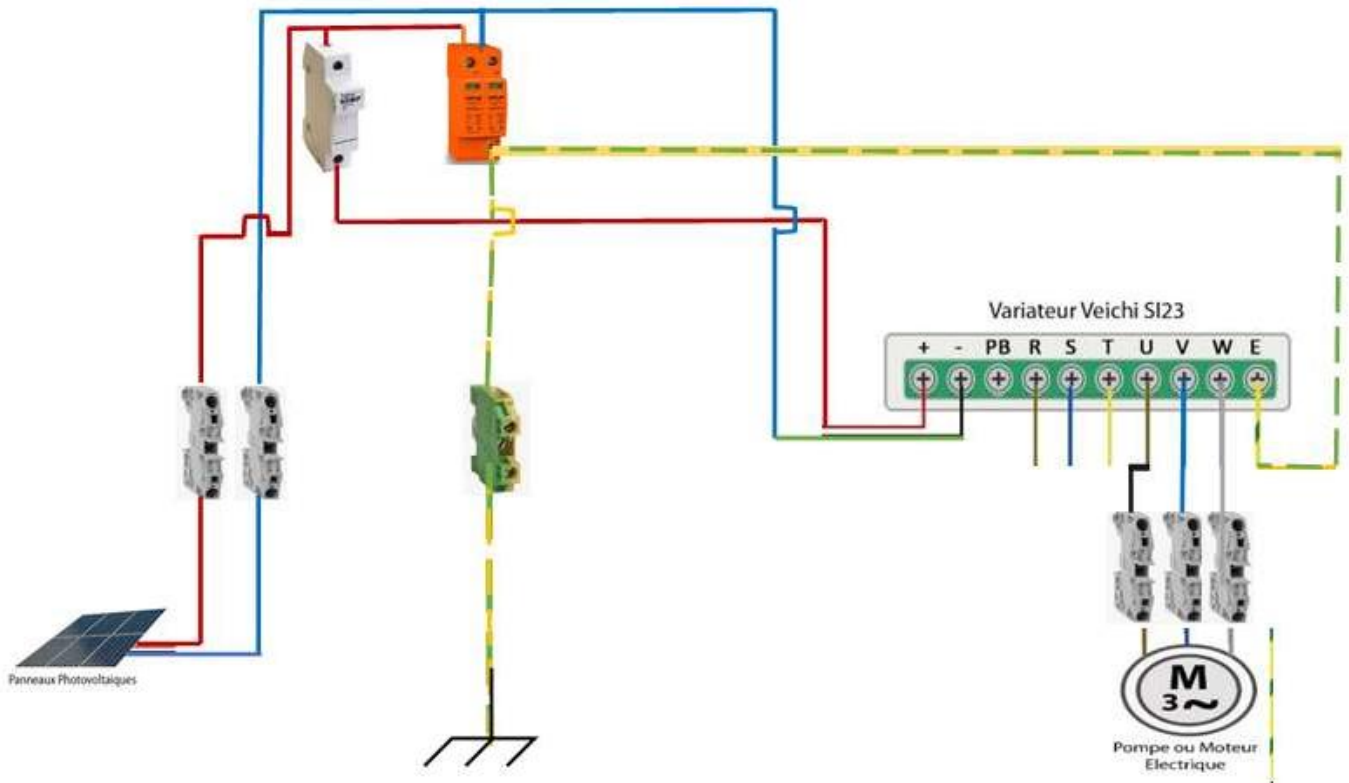 Variateur Veichi SI23
+ - PB R S T U V W E
Panneaux Photovoltaiques
M
3~
Pompe ou Moteur
Electrique